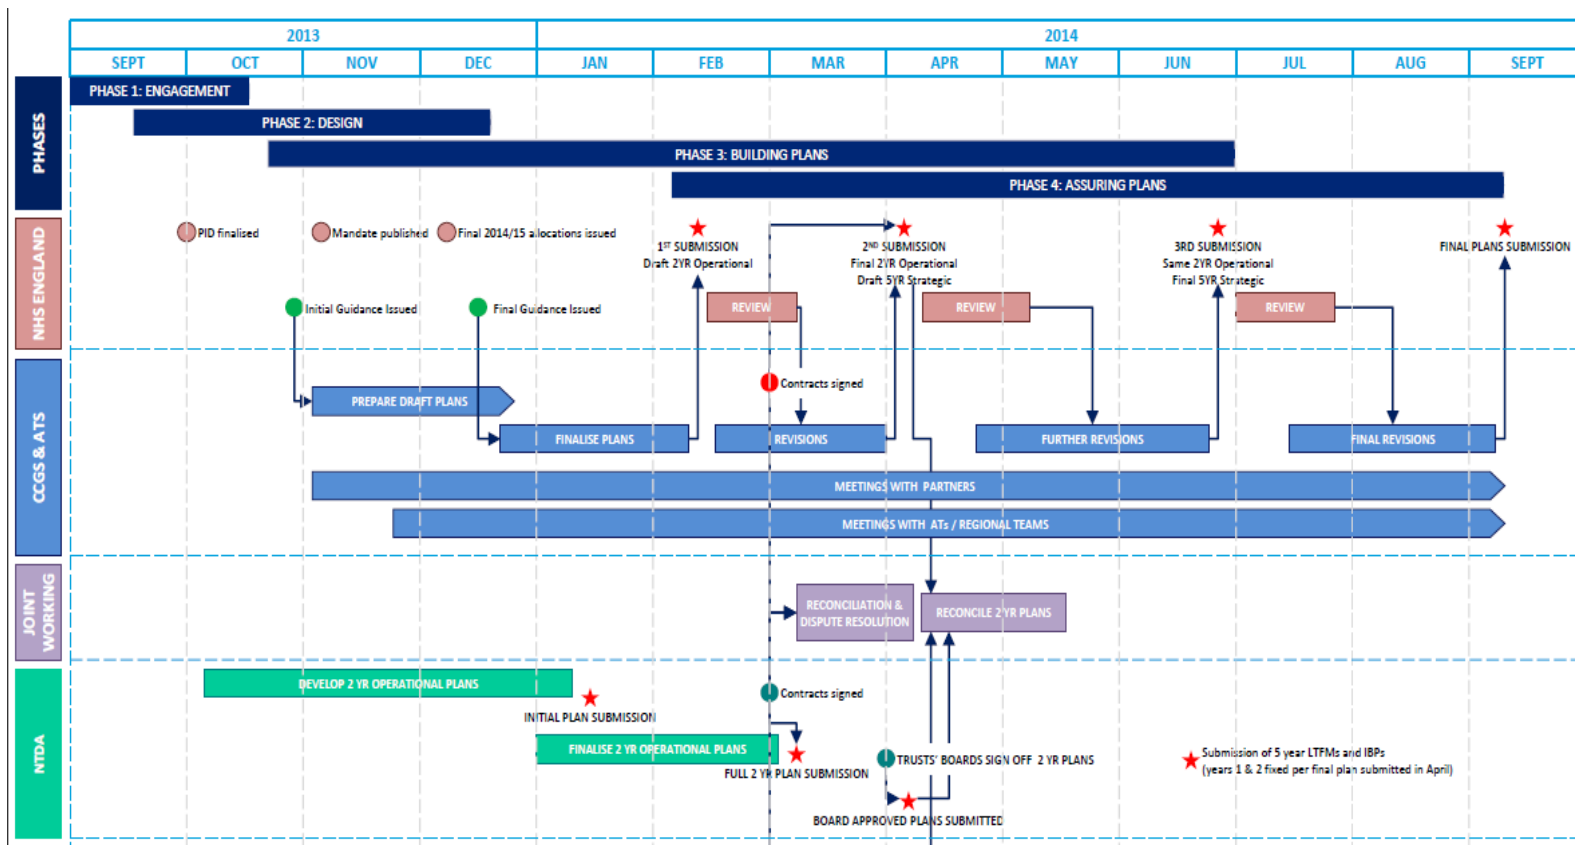 2013
2014
SEPT
OCT
NOV
DEC
JAN
FEB
MAR
APR
MAY
JUN
JUL
AUG
SEPT
PHASES
PHASE 1: ENGAGEMENT
PHASE 2: DESIGN
PHASE 3: BUILDING PLANS
PHASE 4: ASSURING PLANS
NHS ENGLAND
PID finalised
Mandate published
Final 2014/15 allocations issued
1ST SUBMISSION
Draft 2YR Operational
2ND SUBMISSION
Final 2YR Operational
Draft 5YR Strategic
3RD SUBMISSION
Same 2YR Operational
Final 5YR Strategic
FINAL PLANS SUBMISSION
Initial Guidance Issued
Final Guidance Issued
REVIEW
REVIEW
REVIEW
CCGS & ATS
Contracts signed
PREPARE DRAFT PLANS
FINALISE PLANS
REVISIONS
FURTHER REVISIONS
FINAL REVISIONS
MEETINGS WITH PARTNERS
MEETINGS WITH ATs / REGIONAL TEAMS
JOINT
WORKING
RECONCILIATION &
DISPUTE RESOLUTION
RECONCILE 2 YR PLANS
NTDA
DEVELOP 2 YR OPERATIONAL PLANS
INITIAL PLAN SUBMISSION
Contracts signed
FINALISE 2 YR OPERATIONAL PLANS
FULL 2 YR PLAN SUBMISSION
TRUSTS' BOARDS SIGN OFF 2 YR PLANS
BOARD APPROVED PLANS SUBMITTED
Submission of 5 year LTFMs and IBPs
(years 1 & 2 fixed per final plan submitted in April)